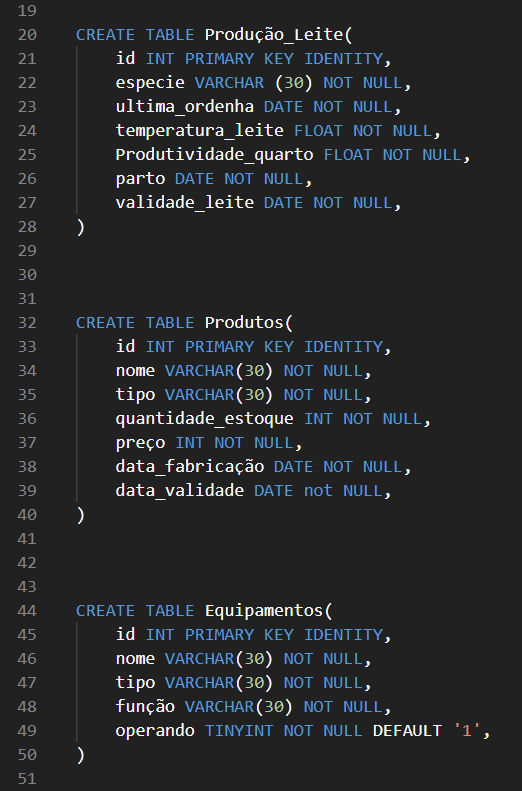 19
20 CREATE TABLE Produção_Leite(
21 id INT PRIMARY KEY IDENTITY,
22 especie VARCHAR (30) NOT NULL,
23 ultima_ordenha DATE NOT NULL,
24 temperatura_leite FLOAT NOT NULL,
25 Produtividade_quarto FLOAT NOT NULL,
26 parto DATE NOT NULL,
27 validade_leite DATE NOT NULL,
28 )
29
30
31
32 CREATE TABLE Produtos(
33 id INT PRIMARY KEY IDENTITY,
34 nome VARCHAR(30) NOT NULL,
35 tipo VARCHAR(30) NOT NULL,
36 quantidade_estoque INT NOT NULL,
37 preço INT NOT NULL,
38 data_fabricação DATE NOT NULL,
39 data_validade DATE not NULL,
40 )
41
42
43
44 CREATE TABLE Equipamentos(
45 id INT PRIMARY KEY IDENTITY,
46 nome VARCHAR(30) NOT NULL,
47 tipo VARCHAR(30) NOT NULL,
48 função VARCHAR(30) NOT NULL,
49 operando TINYINT NOT NULL DEFAULT '1',
50 )
51